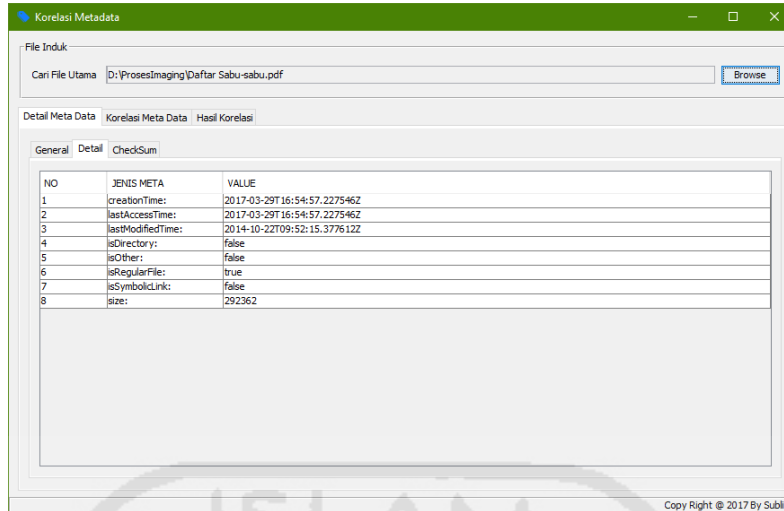 Korelasi Metadata
File Induk
Cari File Utama D:\ProsesImaging\Daftar Sabu-sabu.pdf Browse
Detail Meta Data Korelasi Meta Data Hasil Korelasi
General Detail CheckSum
NO JENIS META VALUE
1 creationTime: 2017-03-29T16:54:57.227546Z
2 lastAccessTime: 2017-03-29T16:54:57.227546Z
3 lastModifiedTime: 2014-10-22T09:52:15.377612Z
4 isDirectory: false
5 isOther: false
6 isRegularFile: true
7 isSymbolicLink: false
8 size: 292362
ISLAM
Copy Right @ 2017 By Subli